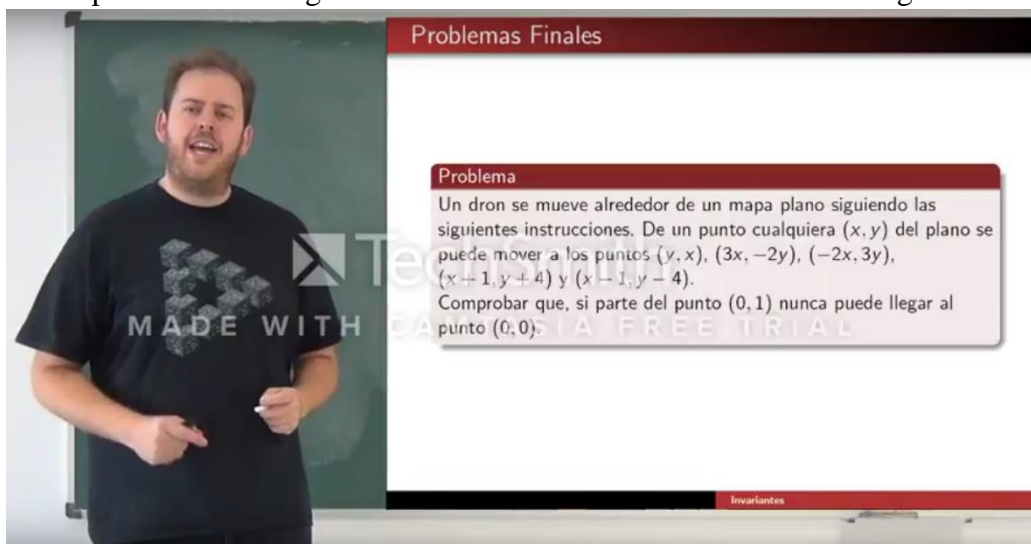 Problemas Finales
Problema
Un dron se mueve alrededor de un mapa plano siguiendo las
siguientes instrucciones. De un punto cualquiera (x, y) del plano se
puede mover a los puntos (y, x), (3x, −2y), (−2x, 3y),
(x − 1, y + 4) y (x − 1, y − 4).
Comprobar que, si parte del punto (0, 1) nunca puede llegar al
punto (0, 0).
TechSmith
MADE WITH CAMTASIA FREE TRIAL
Invariantes